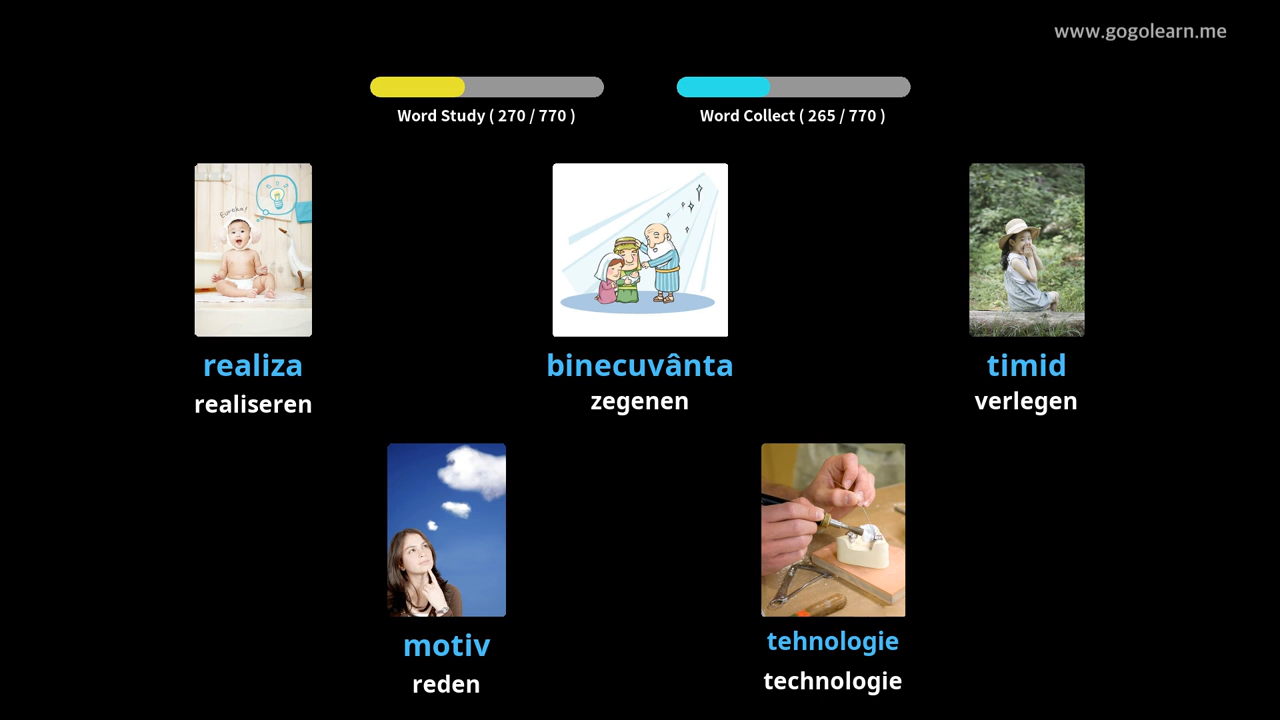 www.gogolearn.me
Word Study ( 270 / 770 )
Word Collect ( 265 / 770 )
Eureka!
realiza
realiseren
binecuvânta
zegenen
timid
verlegen
motiv
reden
tehnologie
technologie